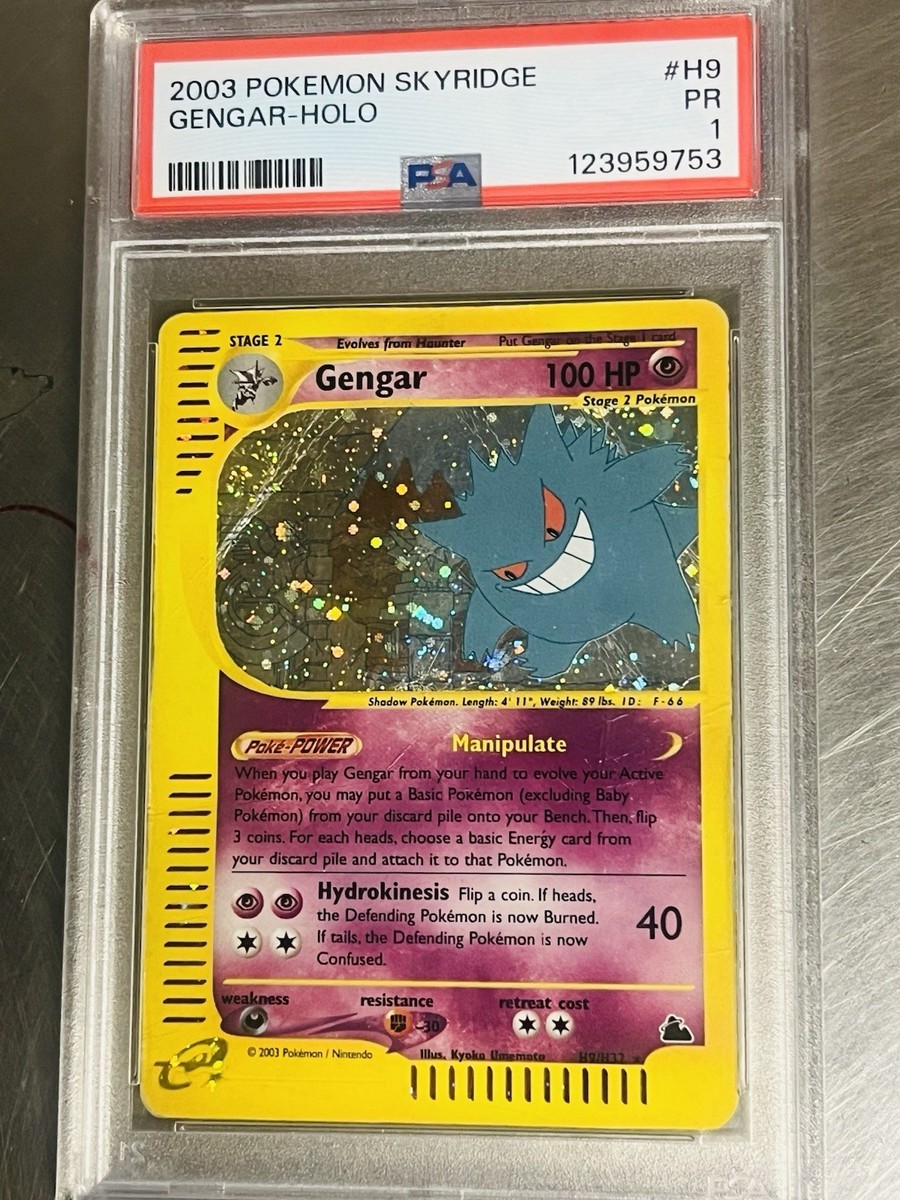 2003 POKEMON SKYRIDGE #H9
GENGAR-HOLO PR
1
PSA 123959753
STAGE 2 Evolves from Haunter Put Gengar on the Stage 1 card
Gengar 100 HP
Stage 2 Pokémon
Shadow Pokémon. Length: 4' 11", Weight: 89 lbs. ID: F-66
Poké-POWER Manipulate
When you play Gengar from your hand to evolve your Active
Pokémon, you may put a Basic Pokémon (excluding Baby
Pokémon) from your discard pile onto your Bench. Then, flip
3 coins. For each heads, choose a basic Energy card from
your discard pile and attach it to that Pokémon.
Hydrokinesis Flip a coin. If heads,
the Defending Pokémon is now Burned. 40
If tails, the Defending Pokémon is now
Confused.
weakness resistance retreat cost
-30
© 2003 Pokémon / Nintendo Illus. Kyoko Umemoto H9/H32
e